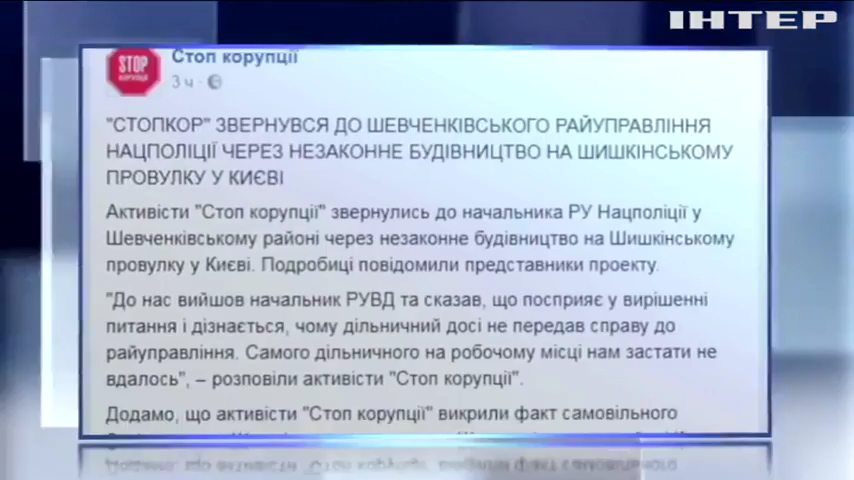 ІНТЕР
STOP
КОРУПЦІЇ
Стоп корупції
3 ч
"СТОПКОР" ЗВЕРНУВСЯ ДО ШЕВЧЕНКІВСЬКОГО РАЙУПРАВЛІННЯ
НАЦПОЛІЦІЇ ЧЕРЕЗ НЕЗАКОННЕ БУДІВНИЦТВО НА ШИШКІНСЬКОМУ
ПРОВУЛКУ У КИЄВІ
Активісти "Стоп корупції" звернулись до начальника РУ Нацполіції у
Шевченківському районі через незаконне будівництво на Шишкінському
провулку у Києві. Подробиці повідомили представники проекту.
"До нас вийшов начальник РУВД та сказав, що посприяє у вирішенні
питання і дізнається, чому дільничний досі не передав справу до
райуправління. Самого дільничного на робочому місці нам застати не
вдалось", – розповіли активісти "Стоп корупції".
Додамо, що активісти "Стоп корупції" викрили факт самовільного